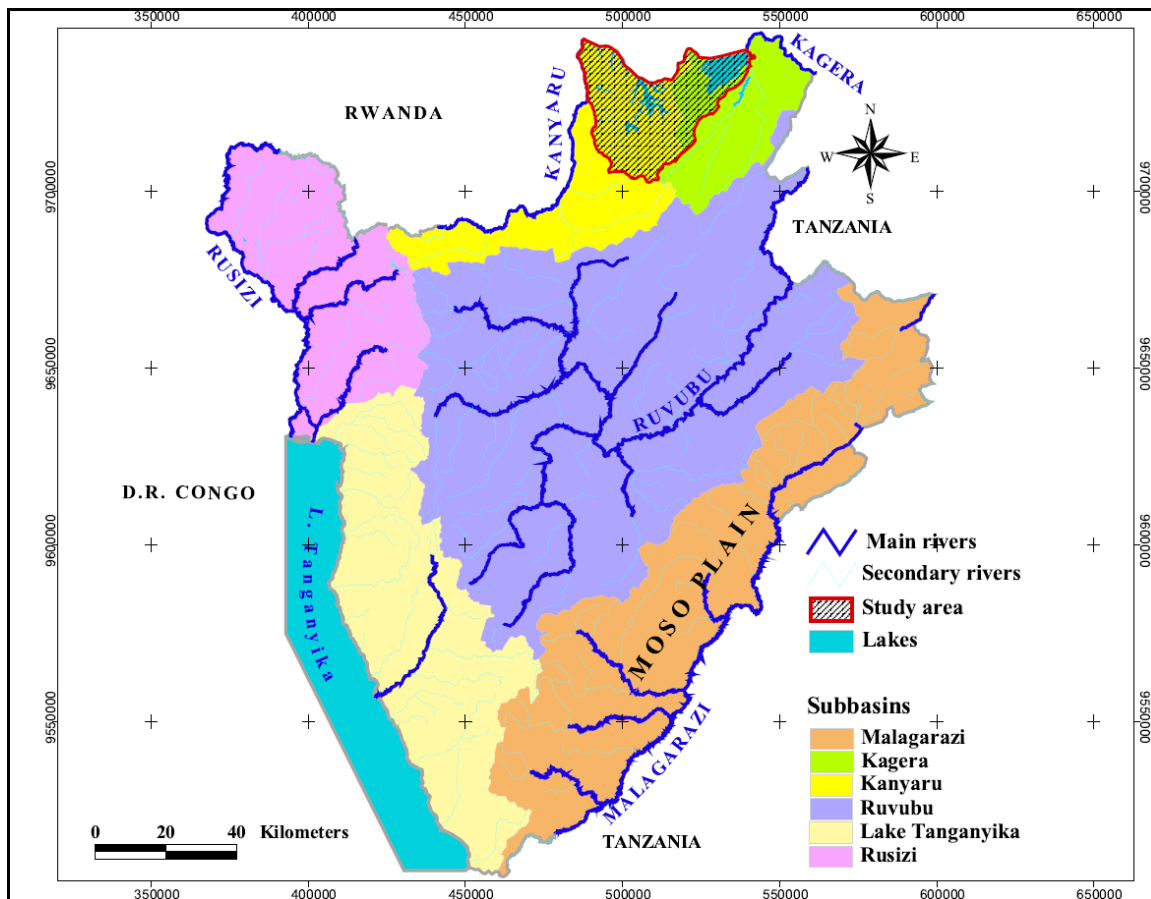 350000 400000 450000 500000 550000 600000 650000
KAGERA
KANYARU
RWANDA
N
W E
S
9700000 9700000
TANZANIA
RUSIZI
9650000 9650000
RUVUBU
D.R. CONGO
L. Tanganyika
MOSO PLAIN
9600000 9600000
Main rivers
Secondary rivers
Study area
Lakes
9550000 9550000
MALAGARAZI
Subbasins
Malagarazi
Kagera
Kanyaru
Ruvubu
Lake Tanganyika
Rusizi
0 20 40 Kilometers
TANZANIA
350000 400000 450000 500000 550000 600000 650000